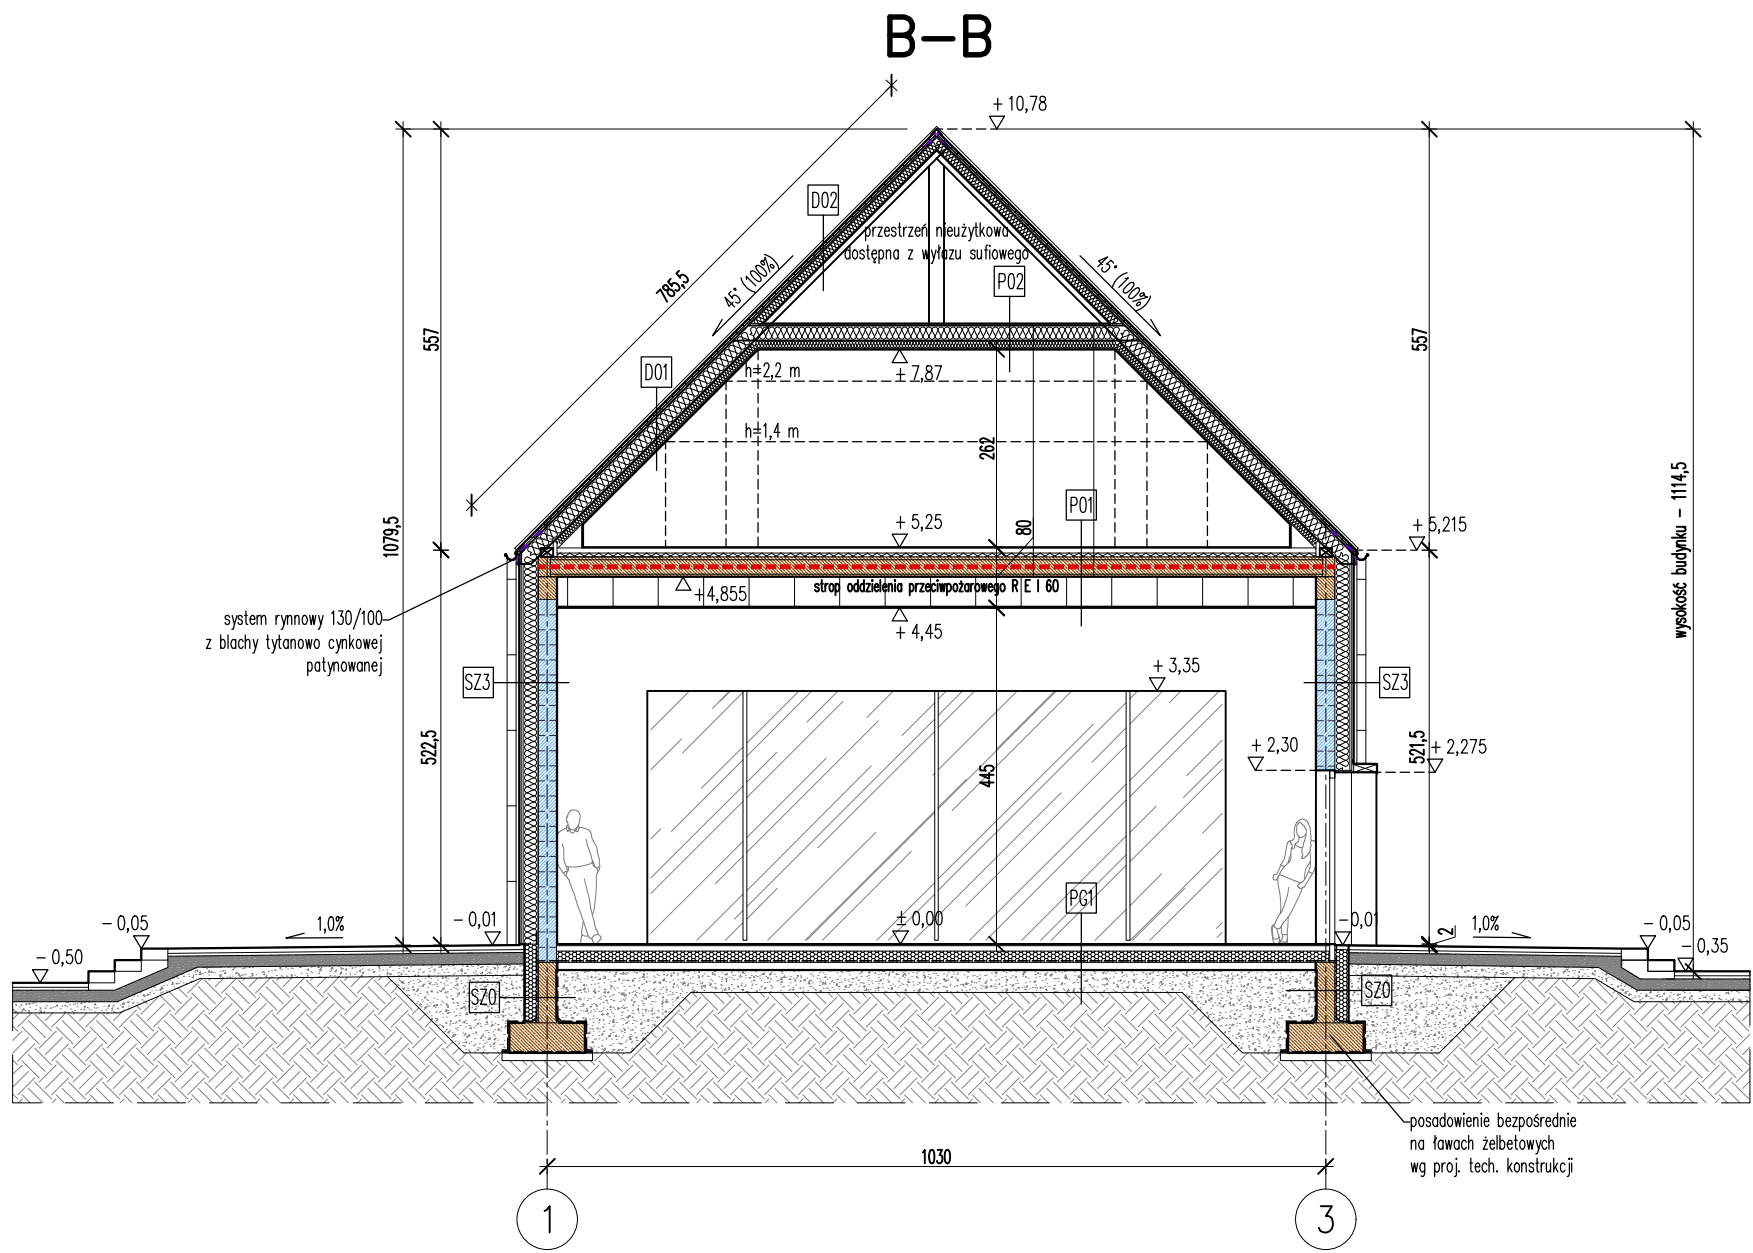 B-B
+ 10,78
D02
przestrzeń nieużytkowa
dostępna z wyłazu sufiowego
785,5
45° (100%)
45° (100%)
P02
557
557
D01
h=2,2 m
+ 7,87
h=1,4 m
262
1079,5
wysokość budynku - 1114,5
P01
80
+ 5,25
+ 5,215
strop oddzielenia przeciwpożarowego R E I 60
+4,855
system rynnowy 130/100
z blachy tytanowo cynkowej
patynowanej
+ 4,45
SZ3
+ 3,35
SZ3
522,5
445
+ 2,30
521,5
+ 2,275
PG1
- 0,05
1,0%
- 0,01
± 0,00
-0,01
2
1,0%
- 0,05
- 0,50
- 0,35
SZ0
SZ0
posadowienie bezpośrednie
na ławach żelbetowych
wg proj. tech. konstrukcji
1030
1
3